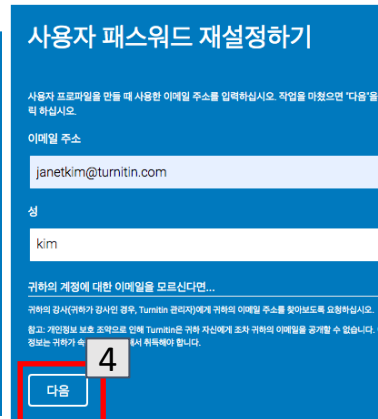 사용자 패스워드 재설정하기
사용자 프로파일을 만들 때 사용한 이메일 주소를 입력하십시오. 작업을 마쳤으면 "다음"을
릭 하십시오.
이메일 주소
janetkim@turnitin.com
성
kim
귀하의 계정에 대한 이메일을 모르신다면...
귀하의 강사(귀하가 강사인 경우, Turnitin 관리자)에게 귀하의 이메일 주소를 찾아보도록 요청하십시오.
참고: 개인정보 보호 조약으로 인해 Turnitin은 귀하 자신에게 조차 귀하의 이메일을 공개할 수 없습니다.
정보는 귀하가 속 에서 취득해야 합니다.
4
다음